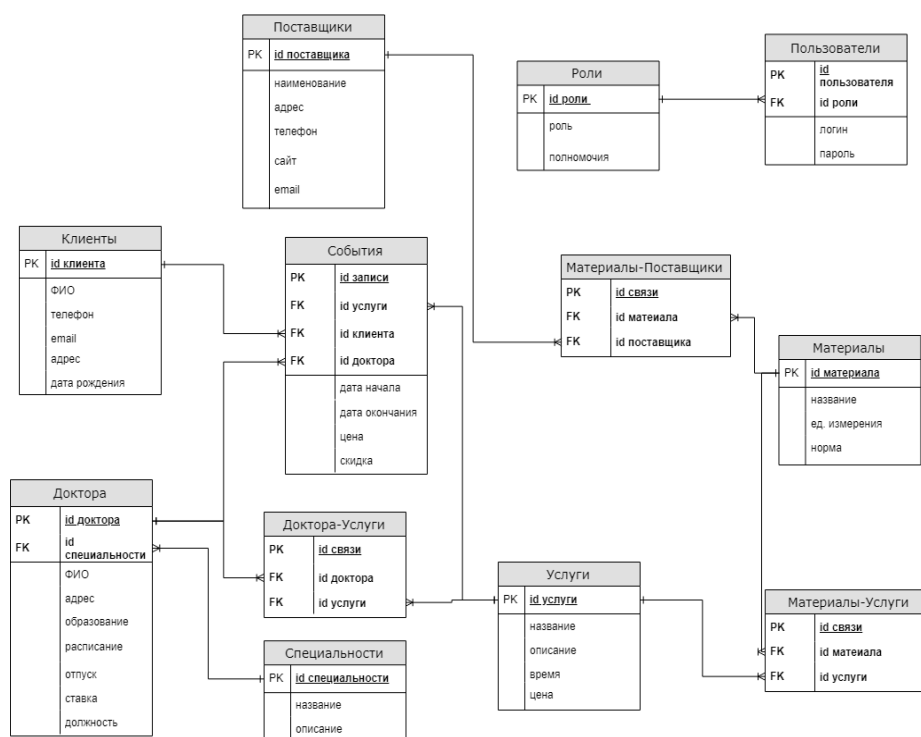 Поставщики
PK id поставщика
наименование
адрес
телефон
сайт
email
Роли
PK id роли
роль
полномочия
Пользователи
PK id
пользователя
FK id роли
логин
пароль
Клиенты
PK id клиента
ФИО
телефон
email
адрес
дата рождения
События
PK id записи
FK id услуги
FK id клиента
FK id доктора
дата начала
дата окончания
цена
скидка
Материалы-Поставщики
PK id связи
FK id матеиала
FK id поставщика
Материалы
PK id материала
название
ед. измерения
норма
Доктора
PK id доктора
FK id
специальности
ФИО
адрес
образование
расписание
отпуск
ставка
должность
Доктора-Услуги
PK id связи
FK id доктора
FK id услуги
Специальности
PK id специальности
название
описание
Услуги
PK id услуги
название
описание
время
цена
Материалы-Услуги
PK id связи
FK id матеиала
FK id услуги